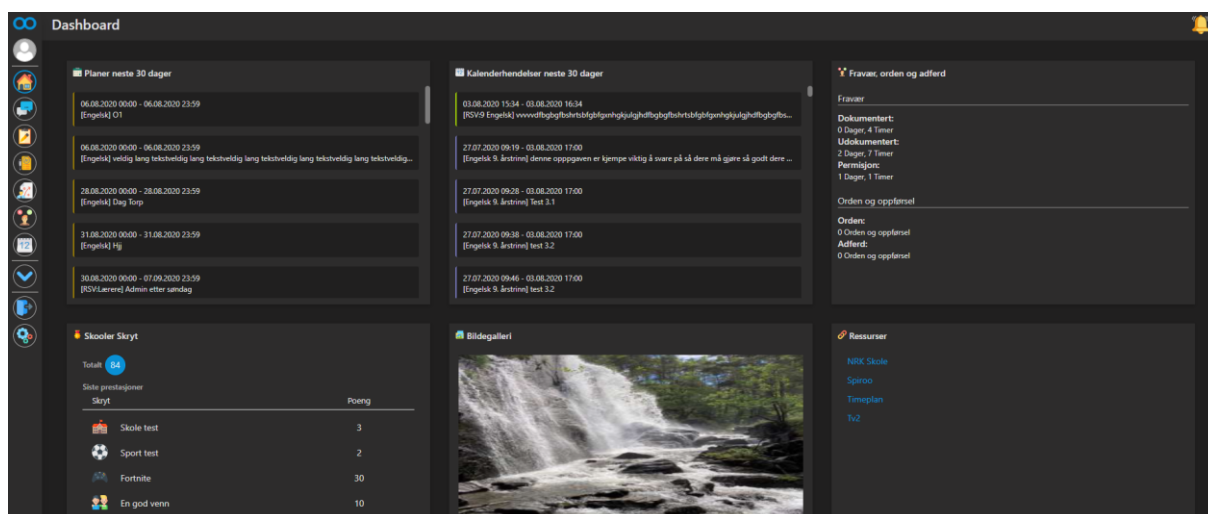 Dashboard
Planer neste 30 dager
06.08.2020 00:00 - 06.08.2020 23:59
[Engelsk] O1
06.08.2020 00:00 - 06.08.2020 23:59
[Engelsk] veldig lang tekstveldig lang tekstveldig lang tekstveldig lang tekstveldig lang tekstveldig...
28.08.2020 00:00 - 28.08.2020 23:59
[Engelsk] Dag Torp
31.08.2020 00:00 - 31.08.2020 23:59
[Engelsk] Hjj
30.08.2020 00:00 - 07.09.2020 23:59
[RSV:Lærere] Admin etter søndag
Kalenderhendelser neste 30 dager
03.08.2020 15:34 - 03.08.2020 16:34
[RSV:9 Engelsk]
27.07.2020 09:19 - 03.08.2020 17:00
[Engelsk 9. årstrinn] denne oppppgaven er kjempe viktig å svare på så dere må gjøre så godt dere ...
27.07.2020 09:28 - 03.08.2020 17:00
[Engelsk 9. årstrinn] Test 3.1
27.07.2020 09:38 - 03.08.2020 17:00
[Engelsk 9. årstrinn] test 3.2
27.07.2020 09:46 - 03.08.2020 17:00
[Engelsk 9. årstrinn] test 3.2
Fravær, orden og adferd
Fravær
Dokumentert:
0 Dager, 4 Timer
Udokumentert:
2 Dager, 7 Timer
Permisjon:
1 Dager, 1 Timer
Orden og oppførsel
Orden:
0 Orden og oppførsel
Adferd:
0 Orden og oppførsel
Skooler Skryt
Totalt 84
Siste prestasjoner
Skryt Poeng
Skole test 3
Sport test 2
Fortnite 30
En god venn 10
Bildegalleri
Ressurser
NRK Skole
Spiroo
Timeplan
Tv2
12